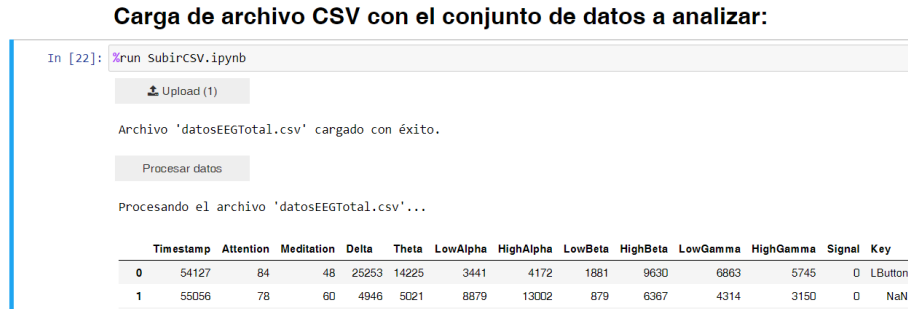 Carga de archivo CSV con el conjunto de datos a analizar:
In [22]: %run SubirCSV.ipynb
Upload (1)
Archivo 'datosEEGTotal.csv' cargado con éxito.
Procesar datos
Procesando el archivo 'datosEEGTotal.csv'...
Timestamp Attention Meditation Delta Theta LowAlpha HighAlpha LowBeta HighBeta LowGamma HighGamma Signal Key
0 54127 84 48 25253 14225 3441 4172 1881 9630 6863 5745 0 LButton
1 55056 78 60 4946 5021 8879 13002 879 6367 4314 3150 0 NaN